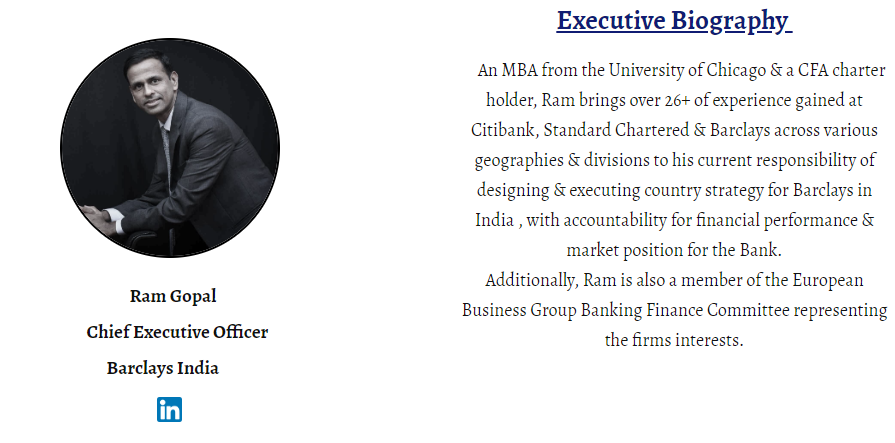 Executive Biography
An MBA from the University of Chicago & a CFA charter
holder, Ram brings over 26+ of experience gained at
Citibank, Standard Chartered & Barclays across various
geographies & divisions to his current responsibility of
designing & executing country strategy for Barclays in
India , with accountability for financial performance &
market position for the Bank.
Additionally, Ram is also a member of the European
Business Group Banking Finance Committee representing
the firms interests.
Ram Gopal
Chief Executive Officer
Barclays India
in